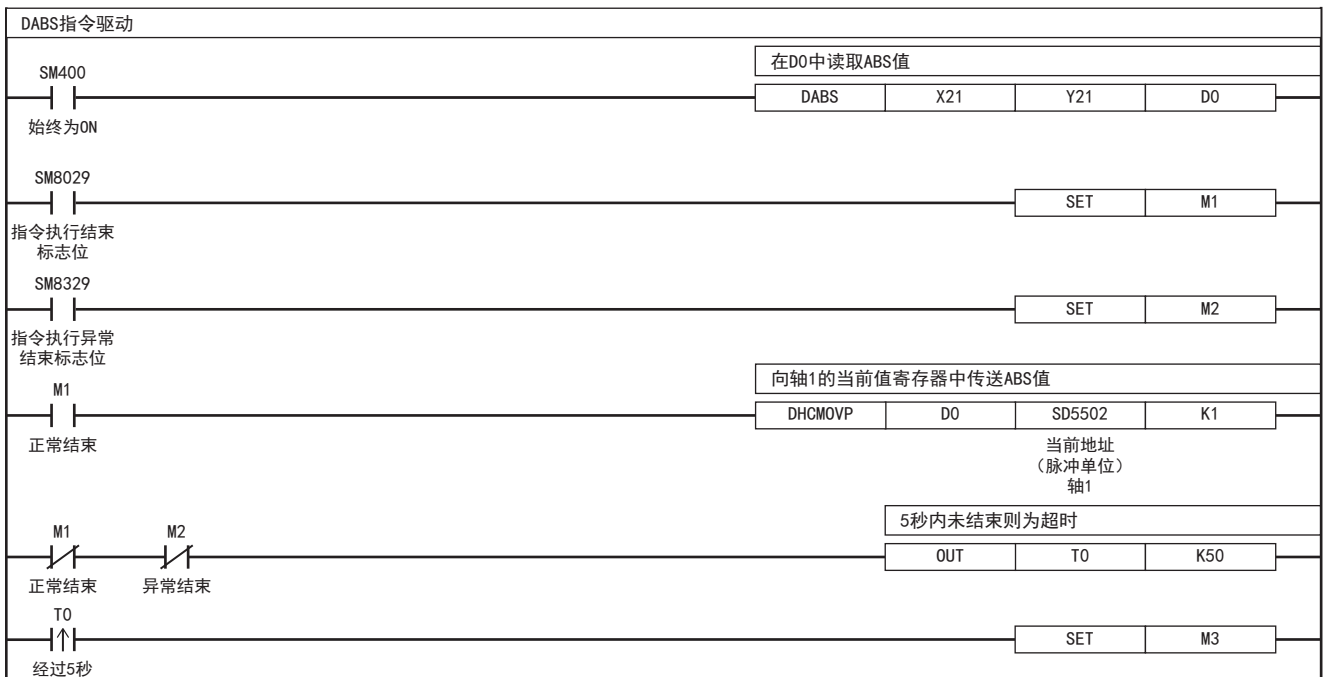 DABS指令驱动
在D0中读取ABS值
SM400
DABS X21 Y21 D0
始终为ON
SM8029
SET M1
指令执行结束
标志位
SM8329
SET M2
指令执行异常
结束标志位
向轴1的当前值寄存器中传送ABS值
M1
DHCMOVP D0 SD5502 K1
正常结束
当前地址
（脉冲单位）
轴1
5秒内未结束则为超时
M1 M2
OUT T0 K50
正常结束 异常结束
T0
SET M3
经过5秒